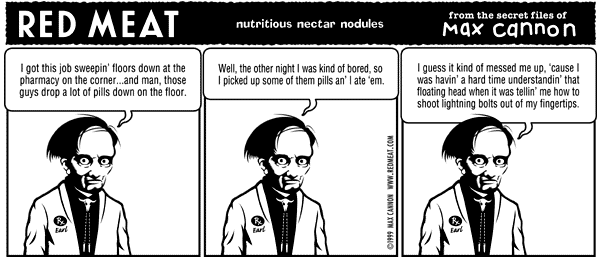 RED MEAT
nutritious nectar nodules
from the secret files of
max cannon
I got this job sweepin' floors down at the
pharmacy on the corner...and man, those
guys drop a lot of pills down on the floor.
Rx
Earl
Well, the other night I was kind of bored, so
I picked up some of them pills an' I ate 'em.
Rx
Earl
©1999 MAX CANNON WWW.REDMEAT.COM
I guess it kind of messed me up, 'cause I
was havin' a hard time understandin' that
floating head when it was tellin' me how to
shoot lightning bolts out of my fingertips.
Rx
Earl